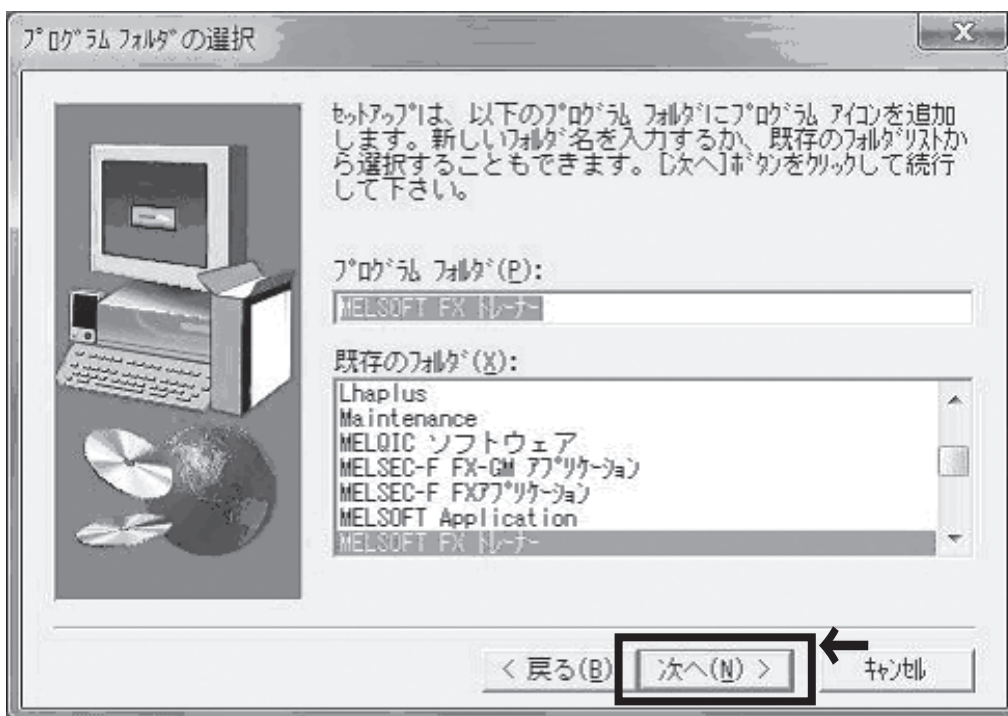 ﾌﾟﾛｸﾞﾗﾑ ﾌｫﾙﾀﾞの選択
ｾｯﾄｱｯﾌﾟは、以下のﾌﾟﾛｸﾞﾗﾑ ﾌｫﾙﾀﾞにﾌﾟﾛｸﾞﾗﾑ ｱｲｺﾝを追加
します。新しいﾌｫﾙﾀﾞ名を入力するか、既存のﾌｫﾙﾀﾞﾘｽﾄか
ら選択することもできます。[次へ]ﾎﾞﾀﾝをｸﾘｯｸして続行
して下さい。
ﾌﾟﾛｸﾞﾗﾑ ﾌｫﾙﾀﾞ(P):
MELSOFT FX ﾄﾚｰﾅｰ
既存のﾌｫﾙﾀﾞ(X):
Lhaplus
Maintenance
MELQIC ソフトウェア
MELSEC-F FX-GM ｱﾌﾟﾘｹｰｼｮﾝ
MELSEC-F FXｱﾌﾟﾘｹｰｼｮﾝ
MELSOFT Application
MELSOFT FX ﾄﾚｰﾅｰ
< 戻る(B) 次へ(N) > ｷｬﾝｾﾙ